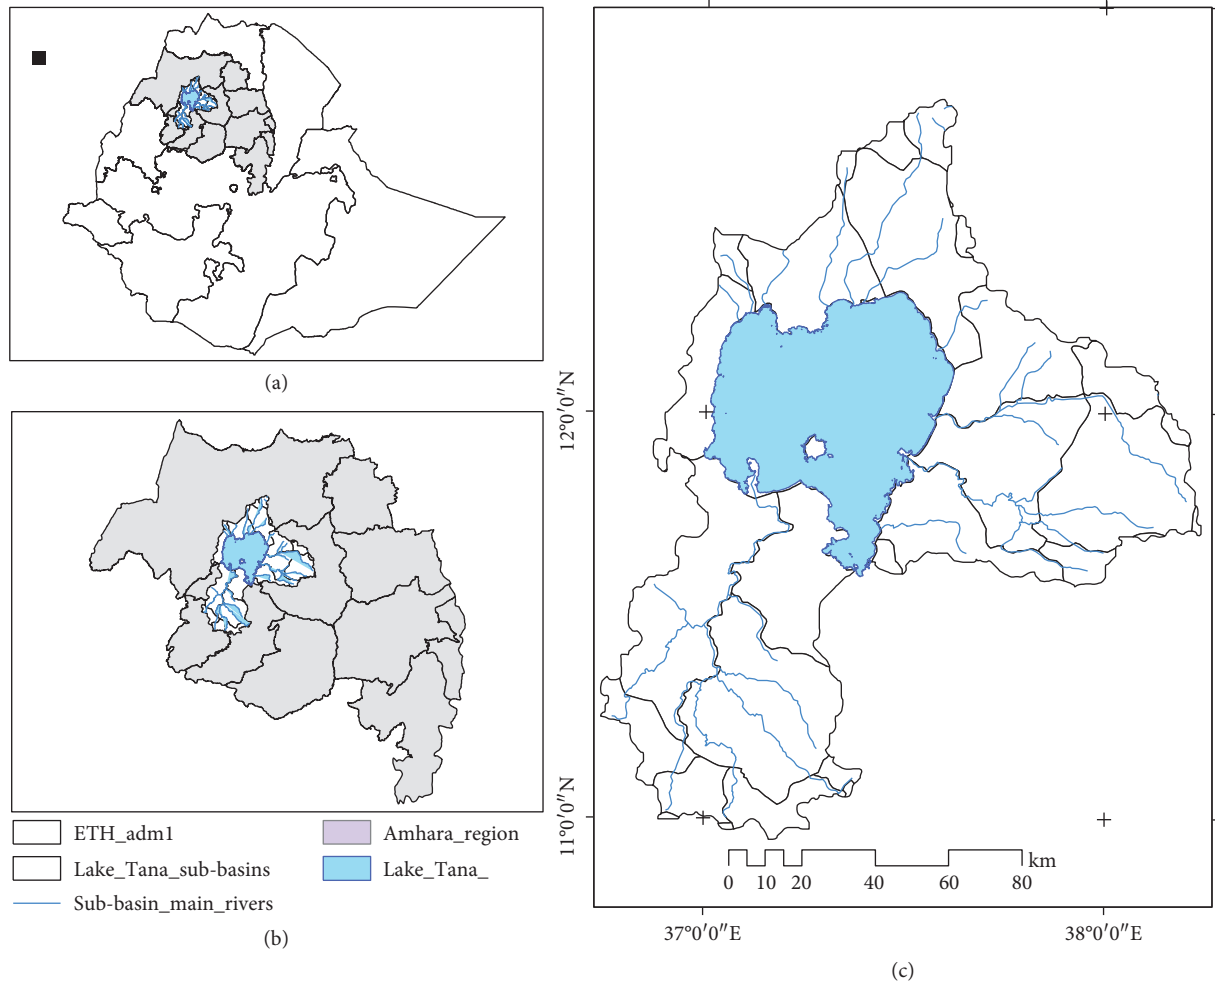 (a)
ETH_adm1
Amhara_region
Lake_Tana_sub-basins
Lake_Tana_
Sub-basin_main_rivers
(b)
12°0′0″N
11°0′0″N
km
0 10 20 40 60 80
37°0′0″E 38°0′0″E
(c)